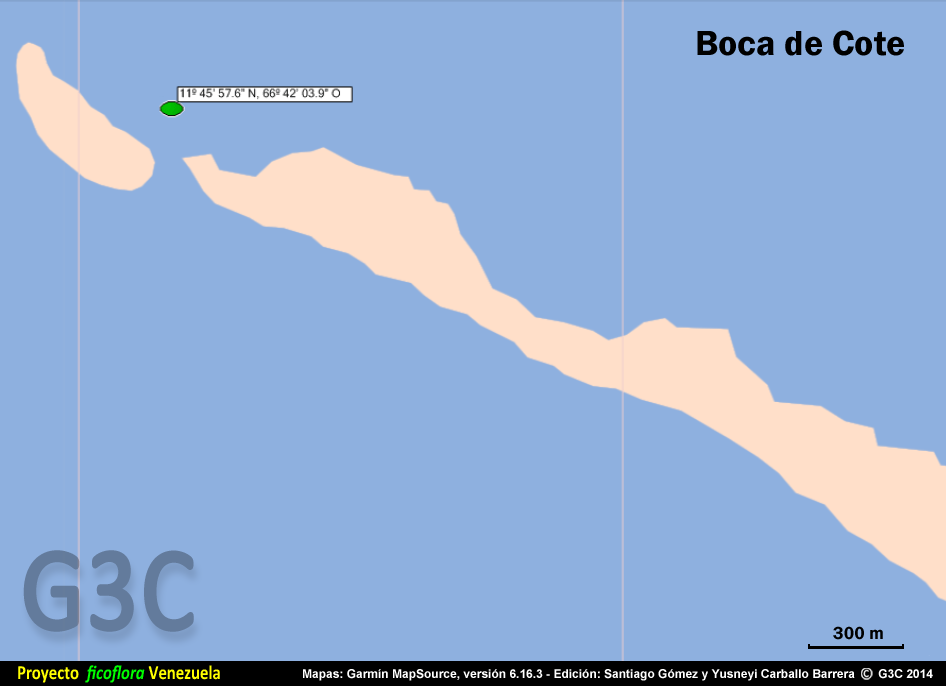 Boca de Cote
11º 45' 57.6" N, 66º 42' 03.9" O
G3C
300 m
Proyecto ficoflora Venezuela
Mapas: Garmin MapSource, versión 6.16.3 - Edición: Santiago Gómez y Yusneyi Carballo Barrera © G3C 2014